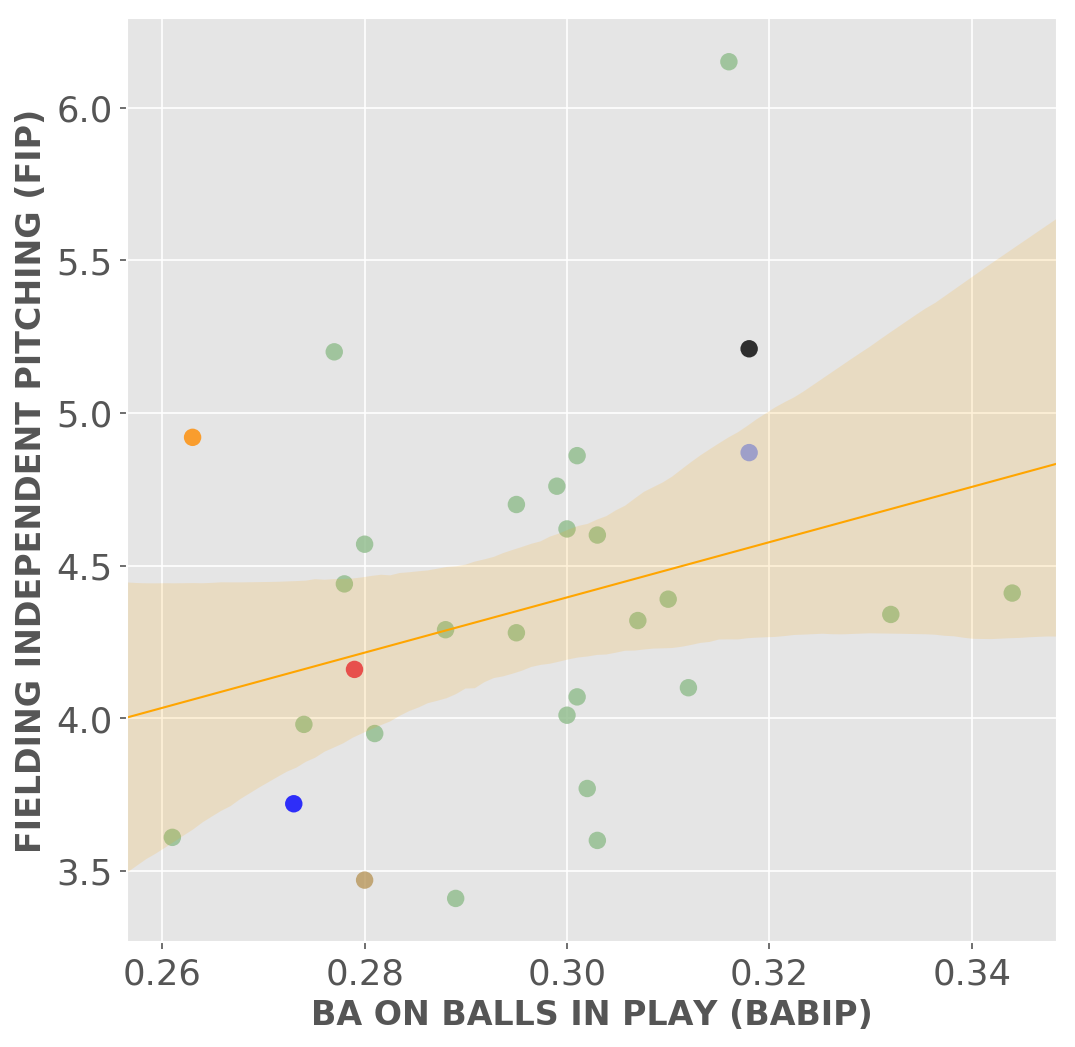 FIELDING INDEPENDENT PITCHING (FIP)
6.0
5.5
5.0
4.5
4.0
3.5
0.26 0.28 0.30 0.32 0.34
BA ON BALLS IN PLAY (BABIP)